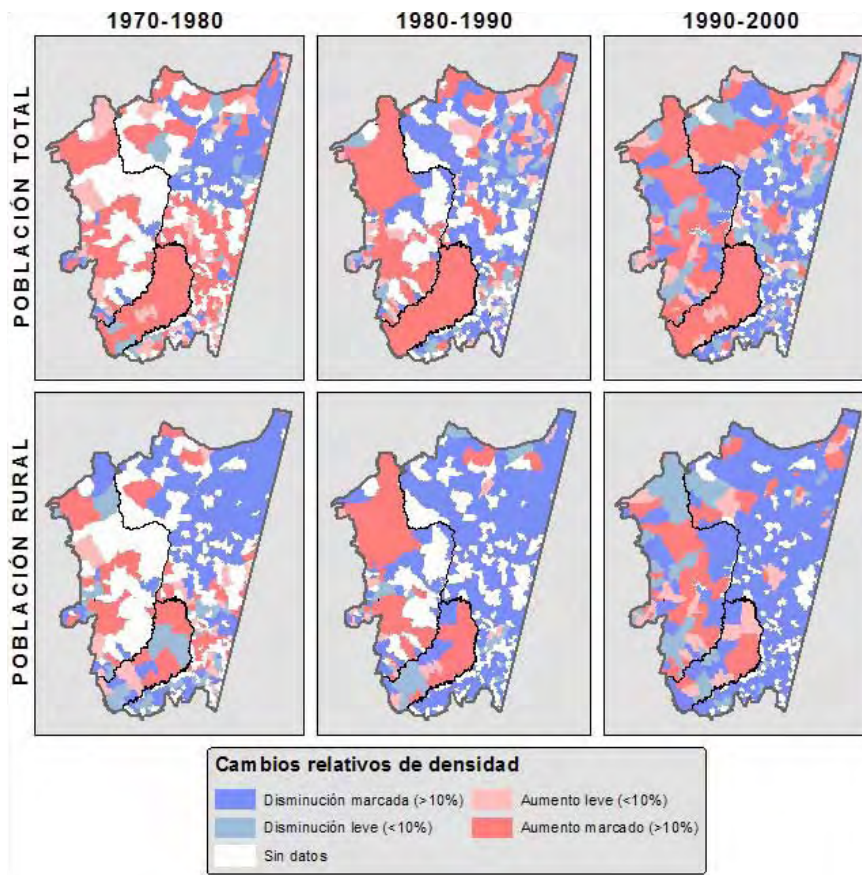 1970-1980
1980-1990
1990-2000
POBLACIÓN TOTAL
POBLACIÓN RURAL
Cambios relativos de densidad
Disminución marcada (>10%)
Aumento leve (<10%)
Disminución leve (<10%)
Aumento marcado (>10%)
Sin datos